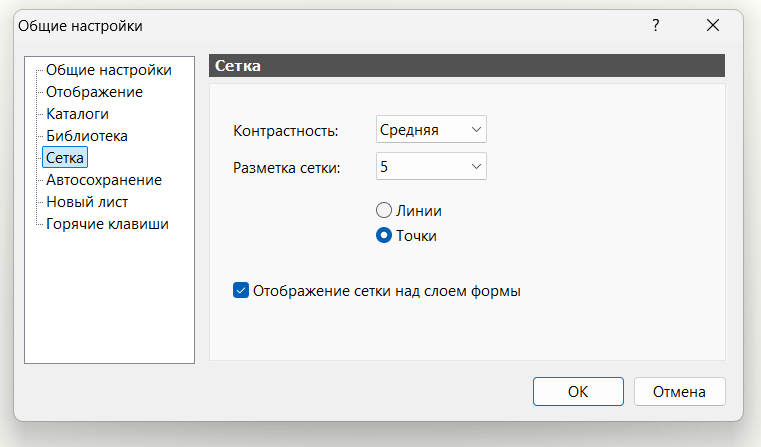 Общие настройки
?
Общие настройки
Отображение
Каталоги
Библиотека
Сетка
Автосохранение
Новый лист
Горячие клавиши
Сетка
Контрастность: Средняя
Разметка сетки: 5
Линии
Точки
Отображение сетки над слоем формы
OK Отмена